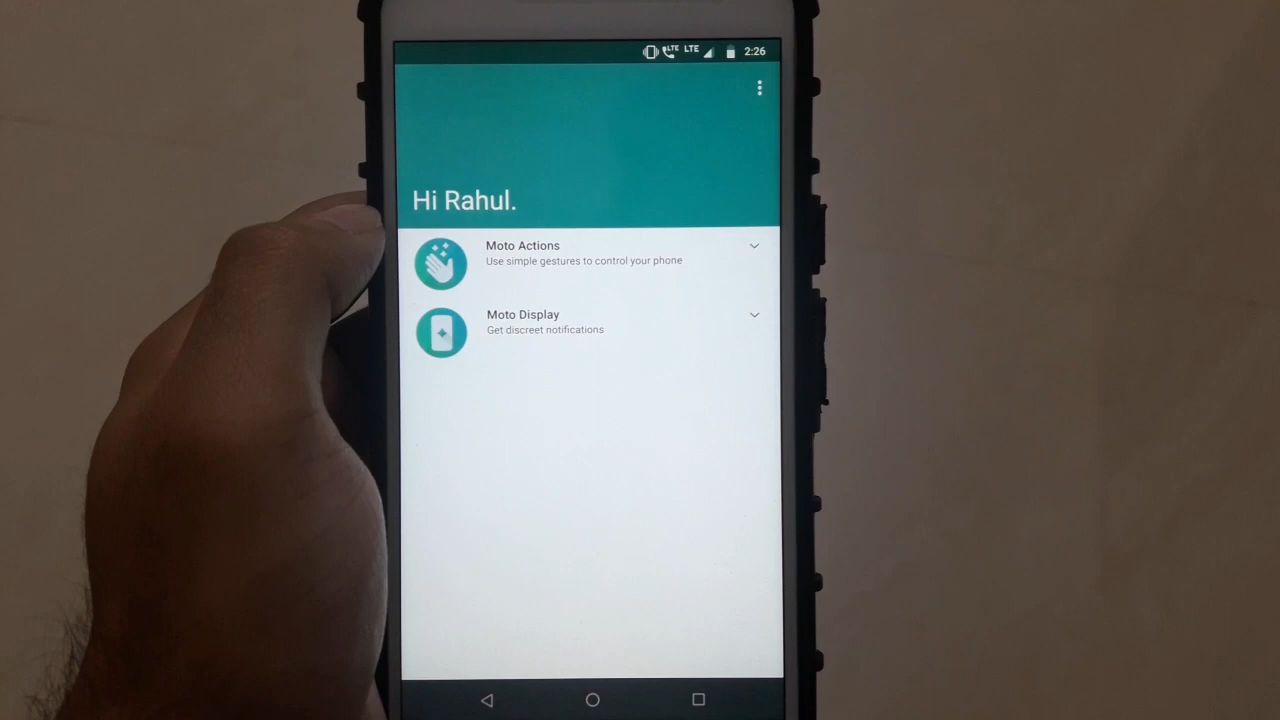 LTE LTE 2:26
Hi Rahul.
Moto Actions
Use simple gestures to control your phone
Moto Display
Get discreet notifications